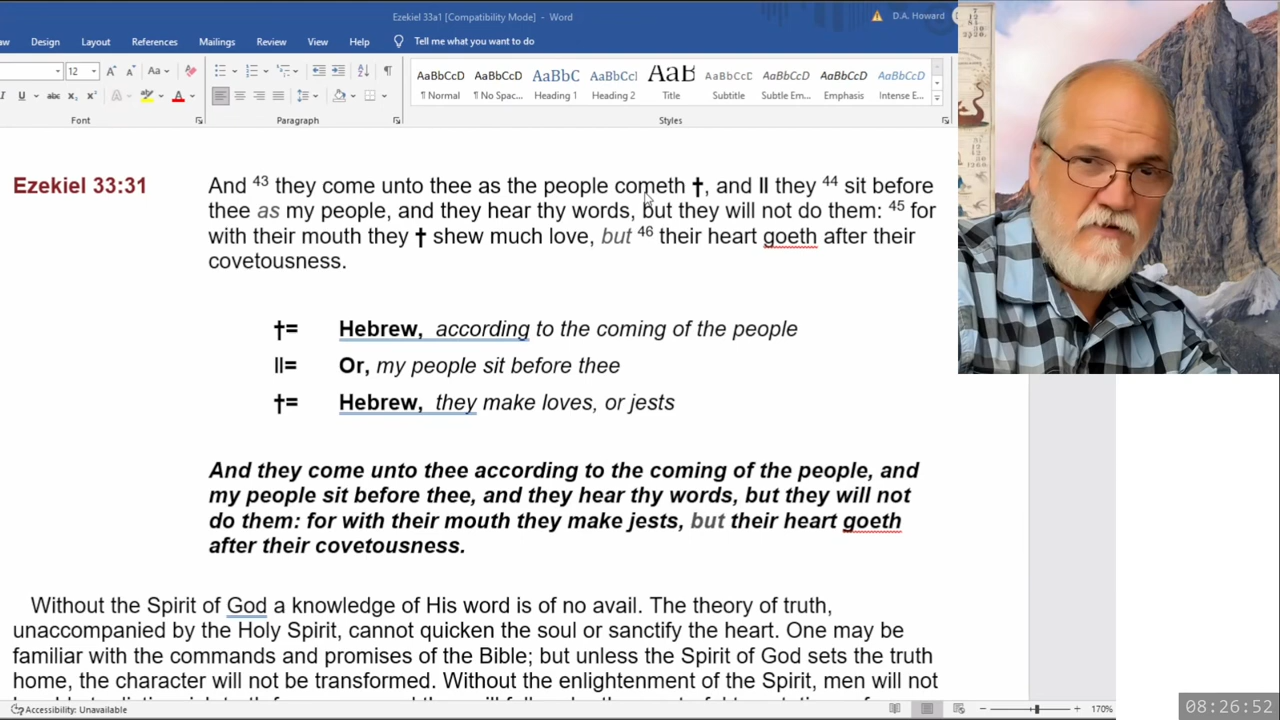 Ezekiel 33a1 [Compatibility Mode] - Word
D.A. Howard
aw Design Layout References Mailings Review View Help Tell me what you want to do
12
AaBbCcD AaBbCcD AaBbC AaBbCcl AaB AaBbCcD AaBbCcD AaBbCcD AaBbCcD
¶ Normal ¶ No Spac... Heading 1 Heading 2 Title Subtitle Subtle Em... Emphasis Intense E...
Font Paragraph Styles
Ezekiel 33:31 And 43 they come unto thee as the people cometh †, and ǁ they 44 sit before
thee as my people, and they hear thy words, but they will not do them: 45 for
with their mouth they † shew much love, but 46 their heart goeth after their
covetousness.
†= Hebrew, according to the coming of the people
ǁ= Or, my people sit before thee
†= Hebrew, they make loves, or jests
And they come unto thee according to the coming of the people, and
my people sit before thee, and they hear thy words, but they will not
do them: for with their mouth they make jests, but their heart goeth
after their covetousness.
Without the Spirit of God a knowledge of His word is of no avail. The theory of truth,
unaccompanied by the Holy Spirit, cannot quicken the soul or sanctify the heart. One may be
familiar with the commands and promises of the Bible; but unless the Spirit of God sets the truth
home, the character will not be transformed. Without the enlightenment of the Spirit, men will not
Accessibility: Unavailable
170%
08:26:52